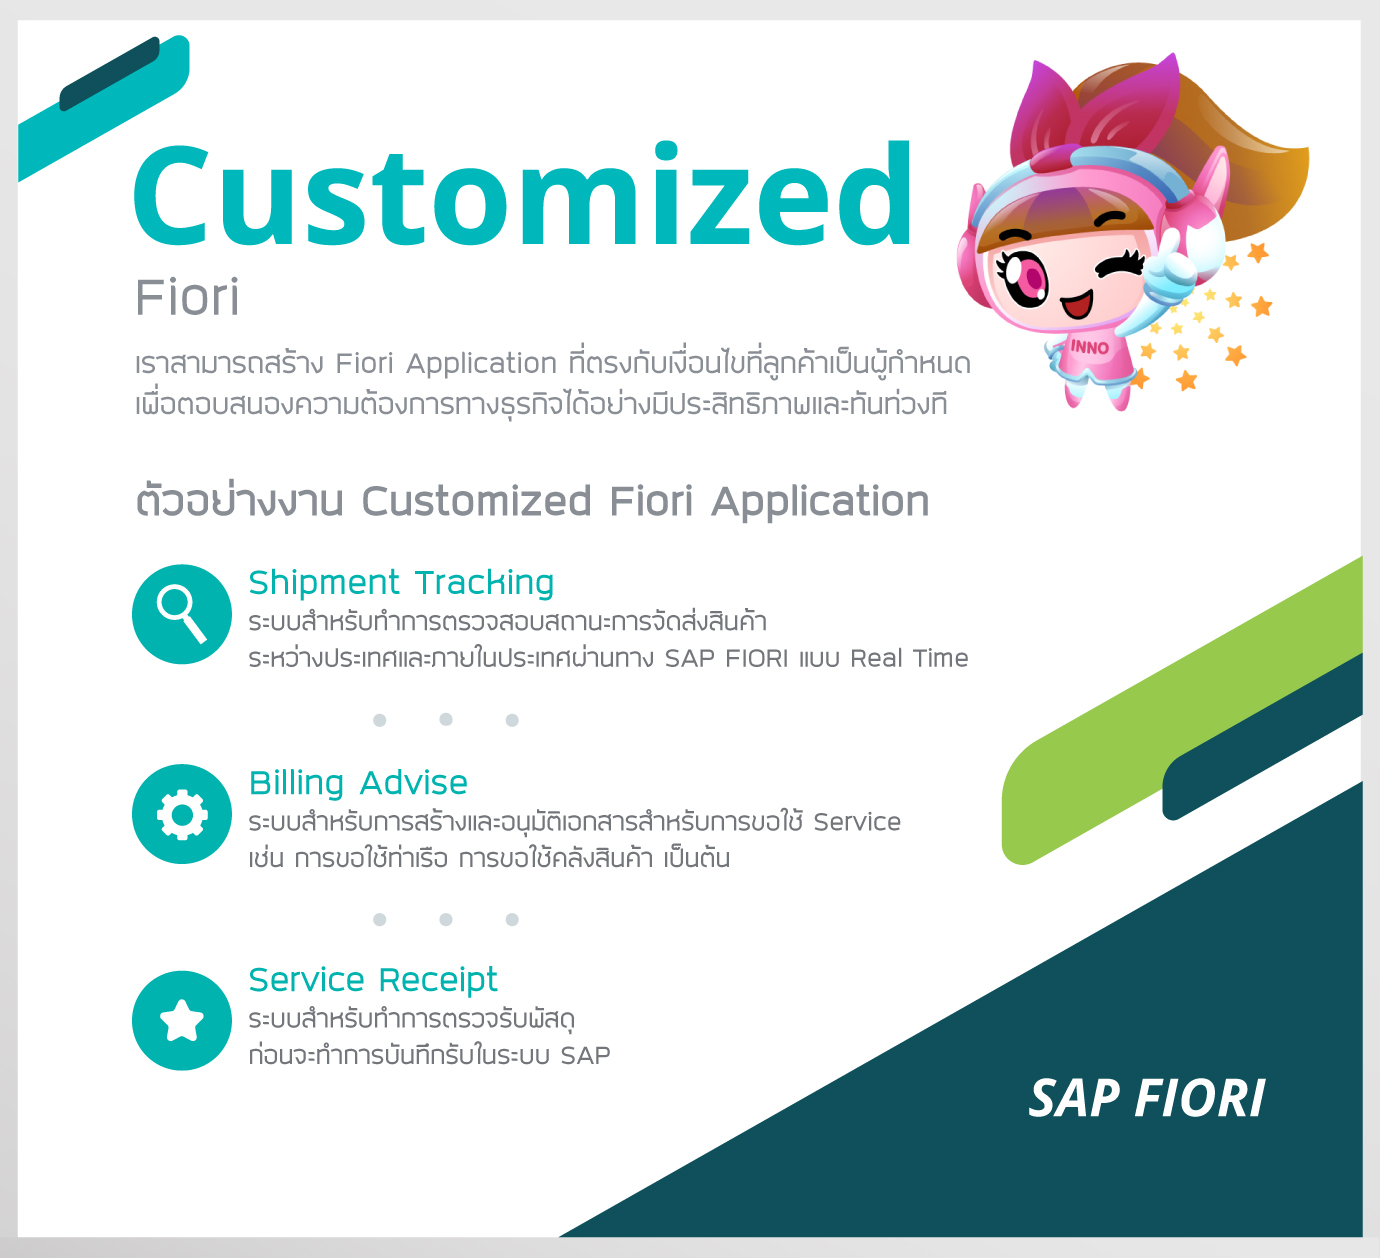 Customized
Fiori
เราสามารถสร้าง Fiori Application ที่ตรงกับเงื่อนไขที่ลูกค้าเป็นผู้กำหนด
เพื่อตอบสนองความต้องการทางธุรกิจได้อย่างมีประสิทธิภาพและทันท่วงที
INNO
ตัวอย่างงาน Customized Fiori Application
Shipment Tracking
ระบบสำหรับทำการตรวจสอบสถานะการจัดส่งสินค้า
ระหว่างประเทศและภายในประเทศผ่านทาง SAP FIORI แบบ Real Time
Billing Advise
ระบบสำหรับการสร้างและอนุมัติเอกสารสำหรับการขอใช้ Service
เช่น การขอใช้ท่าเรือ การขอใช้คลังสินค้า เป็นต้น
Service Receipt
ระบบสำหรับทำการตรวจรับพัสดุ
ก่อนจะทำการบันทึกรับในระบบ SAP
SAP FIORI